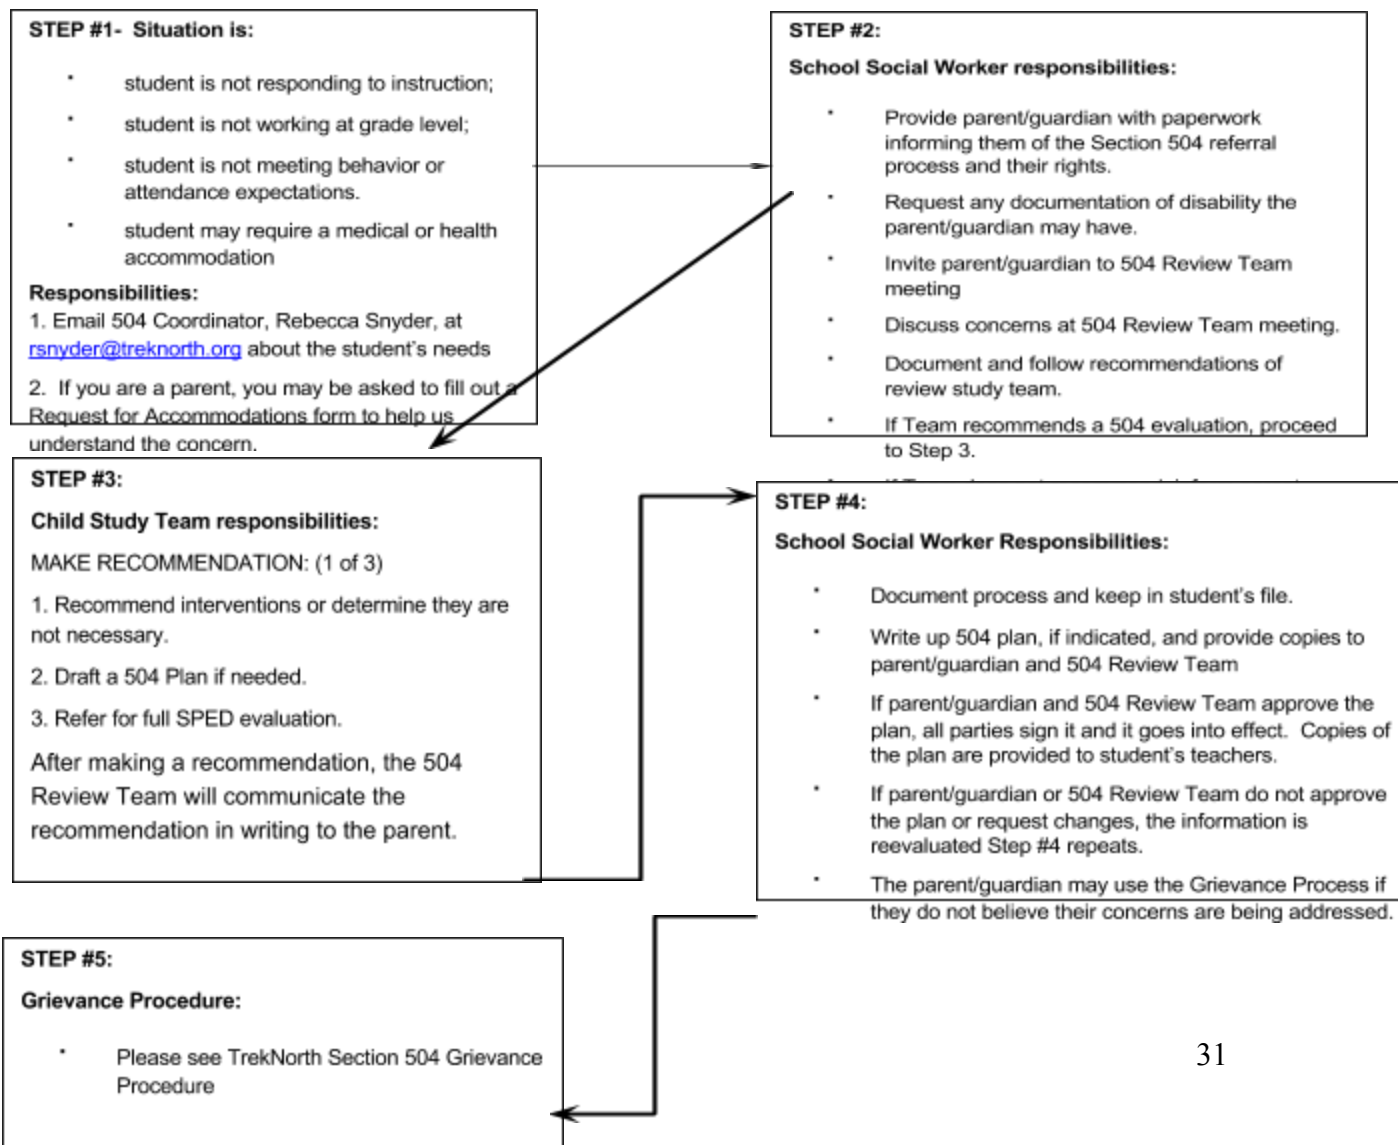 STEP #1- Situation is:
· student is not responding to instruction;
· student is not working at grade level;
· student is not meeting behavior or
attendance expectations.
· student may require a medical or health
accommodation
Responsibilities:
1. Email 504 Coordinator, Rebecca Snyder, at
rsnyder@treknorth.org about the student's needs
2. If you are a parent, you may be asked to fill out a
Request for Accommodations form to help us
understand the concern.
STEP #2:
School Social Worker responsibilities:
· Provide parent/guardian with paperwork
informing them of the Section 504 referral
process and their rights.
· Request any documentation of disability the
parent/guardian may have.
· Invite parent/guardian to 504 Review Team
meeting
· Discuss concerns at 504 Review Team meeting.
· Document and follow recommendations of
review study team.
· If Team recommends a 504 evaluation, proceed
to Step 3.
STEP #3:
Child Study Team responsibilities:
MAKE RECOMMENDATION: (1 of 3)
1. Recommend interventions or determine they are
not necessary.
2. Draft a 504 Plan if needed.
3. Refer for full SPED evaluation.
After making a recommendation, the 504
Review Team will communicate the
recommendation in writing to the parent.
STEP #4:
School Social Worker Responsibilities:
· Document process and keep in student's file.
· Write up 504 plan, if indicated, and provide copies to
parent/guardian and 504 Review Team
· If parent/guardian and 504 Review Team approve the
plan, all parties sign it and it goes into effect. Copies of
the plan are provided to student's teachers.
· If parent/guardian or 504 Review Team do not approve
the plan or request changes, the information is
reevaluated Step #4 repeats.
· The parent/guardian may use the Grievance Process if
they do not believe their concerns are being addressed.
STEP #5:
Grievance Procedure:
· Please see TrekNorth Section 504 Grievance
Procedure
31